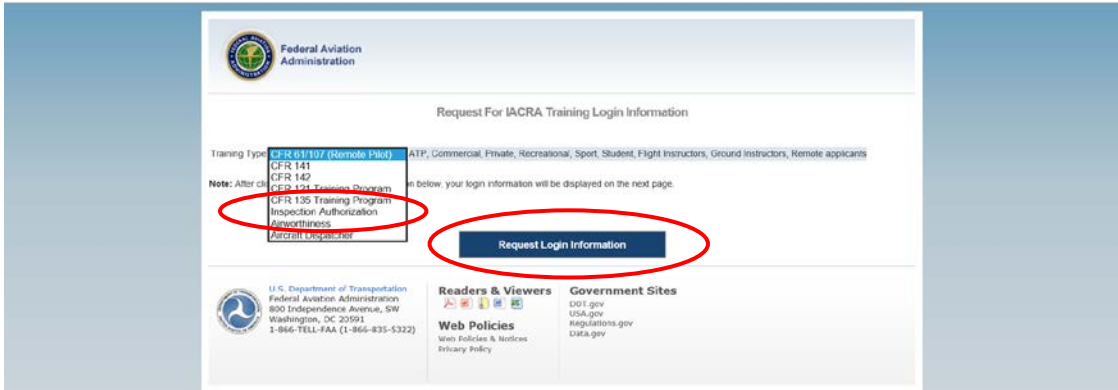 Federal Aviation
Administration
Request For IACRA Training Login Information
Training Type CFR 61/107 (Remote Pilot) ATP, Commercial, Private, Recreational, Sport, Student, Flight Instructors, Ground Instructors, Remote applicants
CFR 141
CFR 142
CFR 121 Training Program
CFR 135 Training Program
Inspection Authorization
Airworthiness
Aircraft Dispatcher
Note: After cli on below, your login information will be displayed on the next page.
Request Login Information
U.S. Department of Transportation
Federal Aviation Administration
800 Independence Avenue, SW
Washington, DC 20591
1-866-TELL-FAA (1-866-835-5322)
Readers & Viewers
Web Policies
Web Policies & Notices
Privacy Policy
Government Sites
DOT.gov
USA.gov
Regulations.gov
Data.gov